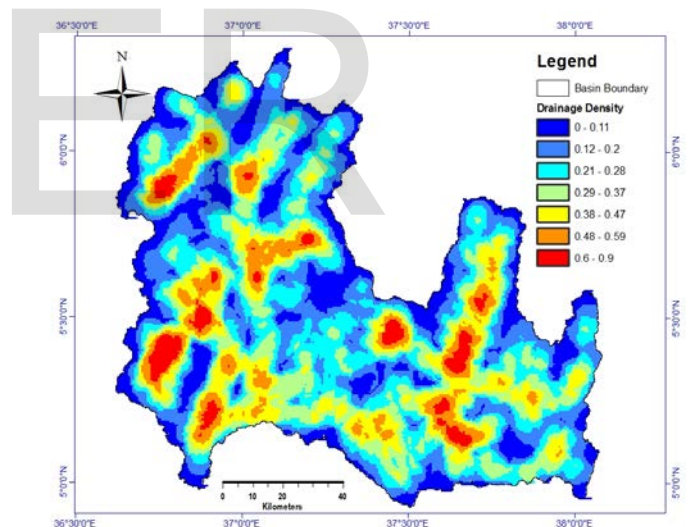 36°30'0"E 37°0'0"E 37°30'0"E 38°0'0"E
ER
N
Legend
Basin Boundary
Drainage Density
0 - 0.11
0.12 - 0.2
0.21 - 0.28
0.29 - 0.37
0.38 - 0.47
0.48 - 0.59
0.6 - 0.9
6°0'0"N 6°0'0"N
5°30'0"N 5°30'0"N
5°0'0"N 5°0'0"N
0 10 20 40
Kilometers
36°30'0"E 37°0'0"E 37°30'0"E 38°0'0"E